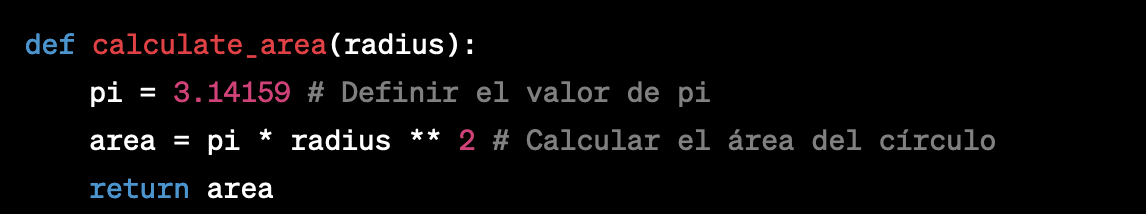 def calculate_area(radius):
    pi = 3.14159 # Definir el valor de pi
    area = pi * radius ** 2 # Calcular el área del círculo
    return area